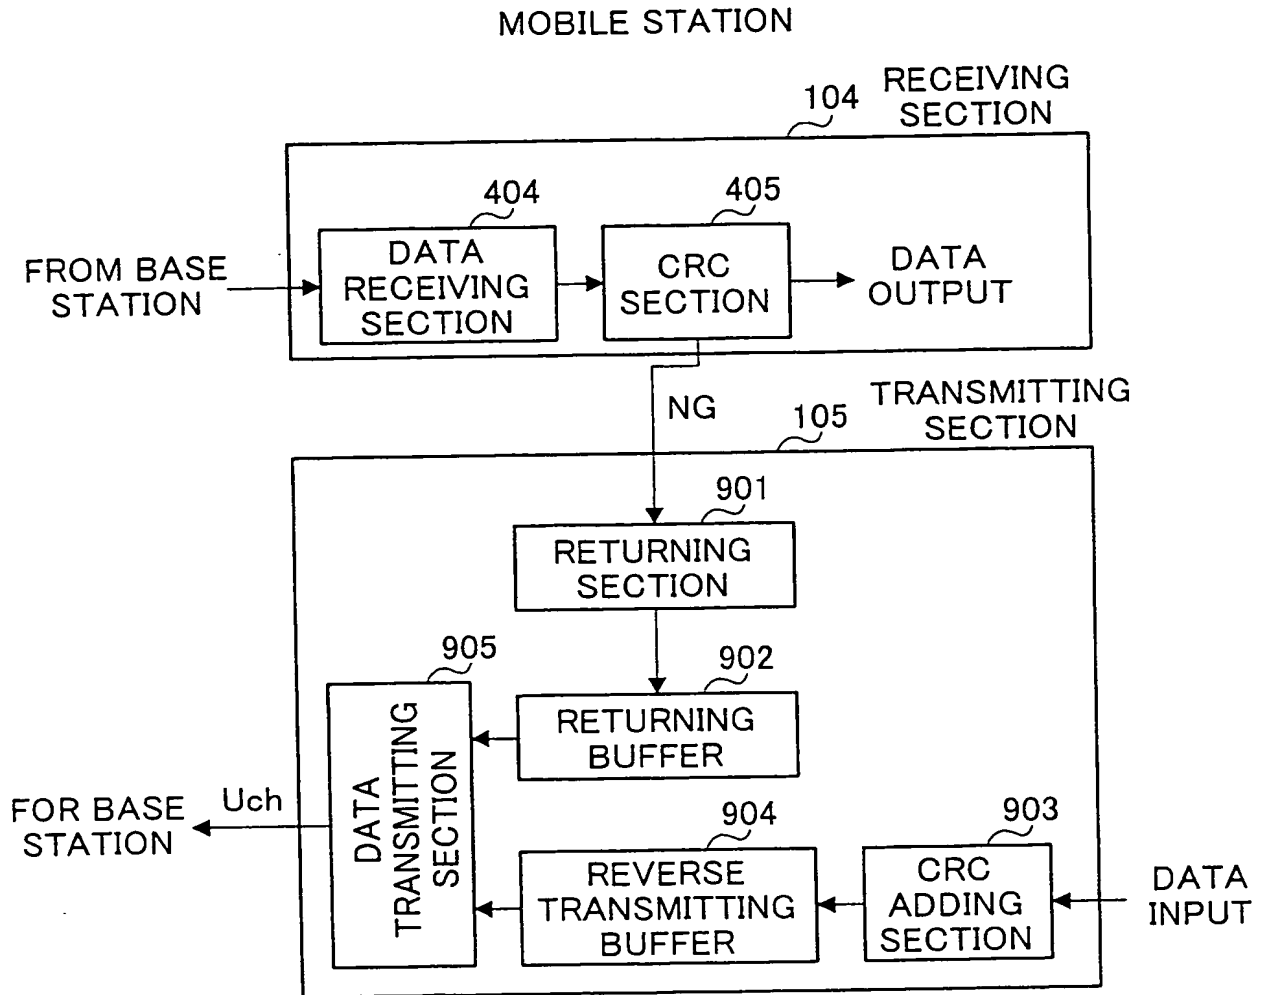 MOBILE STATION
104
RECEIVING
SECTION
404
405
FROM BASE
STATION
DATA
RECEIVING
SECTION
CRC
SECTION
DATA
OUTPUT
NG
105
TRANSMITTING
SECTION
901
RETURNING
SECTION
905
902
DATA
TRANSMITTING
SECTION
RETURNING
BUFFER
FOR BASE
STATION
Uch
904
903
REVERSE
TRANSMITTING
BUFFER
CRC
ADDING
SECTION
DATA
INPUT